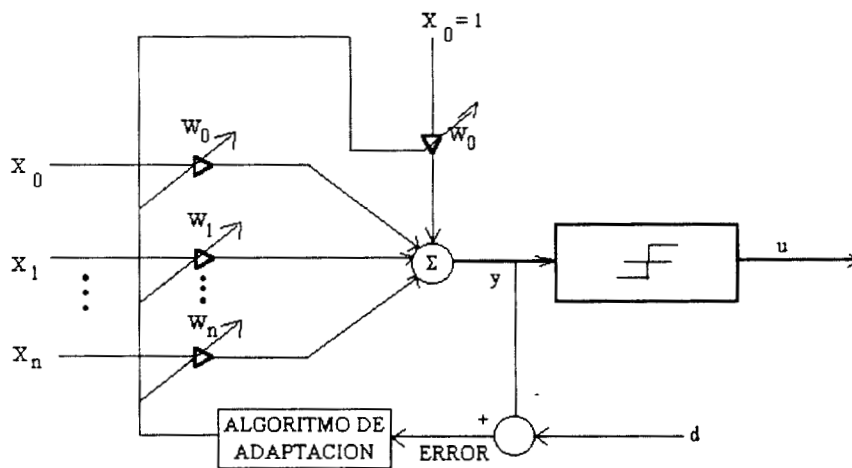 X0 = 1
W0
W0
X0
W1
X1
Σ
y
u
Wn
Xn
+
-
ALGORITMO DE
ADAPTACION
ERROR
d